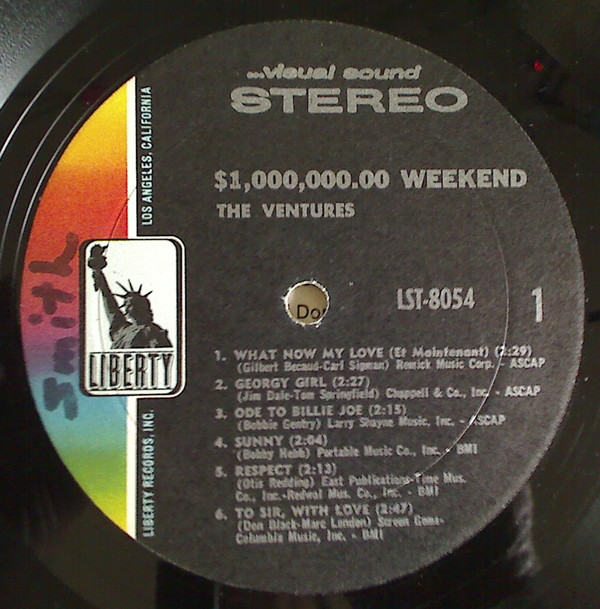 ...visual sound
STEREO
$1,000,000.00 WEEKEND
THE VENTURES
LST-8054
1
1. WHAT NOW MY LOVE (Et Maintenant) (2:29)
(Gilbert Becaud-Carl Sigman) Remick Music Corp. - ASCAP
2. GEORGY GIRL (2:27)
(Jim Dale-Tom Springfield) Chappell & Co., Inc. - ASCAP
3. ODE TO BILLIE JOE (2:15)
(Bobbie Gentry) Larry Shayne Music, Inc. - ASCAP
4. SUNNY (2:04)
(Bobby Hebb) Portable Music Co., Inc. - BMI
5. RESPECT (2:13)
(Otis Redding) East Publications-Time Mus.
Co., Inc.-Redwal Mus. Co., Inc. - BMI
6. TO SIR, WITH LOVE (2:47)
(Don Black-Marc London) Screen Gems-
Columbia Music, Inc. - BMI
LOS ANGELES, CALIFORNIA
LIBERTY
LIBERTY RECORDS, INC.
Smith
Do